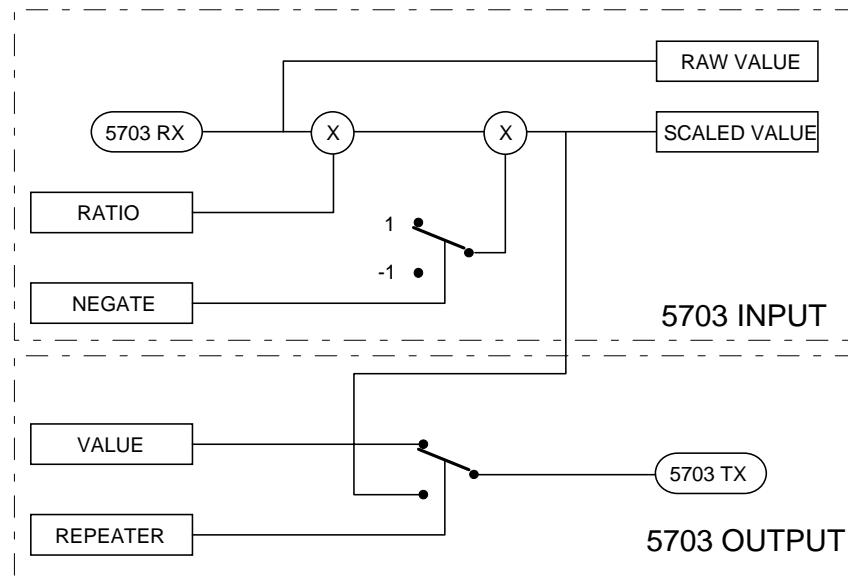 RAW VALUE
5703 RX
X
X
SCALED VALUE
RATIO
1
-1
NEGATE
5703 INPUT
VALUE
5703 TX
REPEATER
5703 OUTPUT